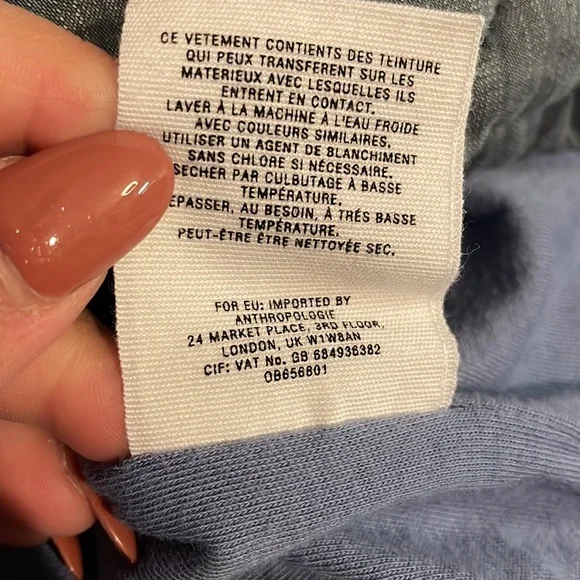 CE VETEMENT CONTIENTS DES TEINTURE
QUI PEUX TRANSFERENT SUR LES
MATERIEUX AVEC LESQUELLES ILS
ENTRENT EN CONTACT.
LAVER À LA MACHINE À L'EAU FROIDE
AVEC COULEURS SIMILAIRES.
UTILISER UN AGENT DE BLANCHIMENT
SANS CHLORE SI NÉCESSAIRE.
SECHER PAR CULBUTAGE À BASSE
TEMPÉRATURE.
EPASSER, AU BESOIN, À TRÉS BASSE
TEMPÉRATURE.
PEUT-ÊTRE ÊTRE NETTOYÉE SEC.
FOR EU: IMPORTED BY
ANTHROPOLOGIE
24 MARKET PLACE, 3RD FLOOR,
LONDON, UK W1W8AN
CIF: VAT No. GB 684936382
OB656801